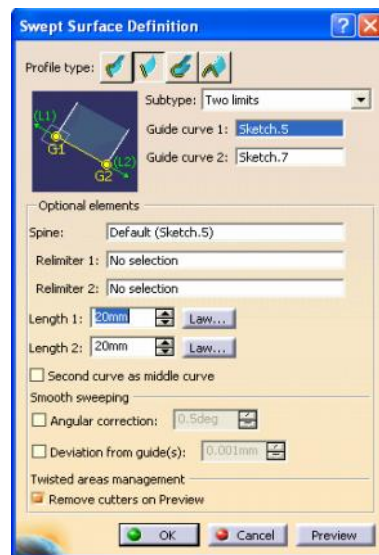 Swept Surface Definition
Profile type:
Subtype: Two limits
(L1)
Guide curve 1: Sketch.5
G1
Guide curve 2: Sketch.7
(L2)
G2
Optional elements
Spine: Default (Sketch.5)
Relimiter 1: No selection
Relimiter 2: No selection
Length 1: 20mm Law...
Length 2: 20mm Law...
Second curve as middle curve
Smooth sweeping
Angular correction: 0.5deg
Deviation from guide(s): 0.001mm
Twisted areas management
Remove cutters on Preview
OK Cancel Preview